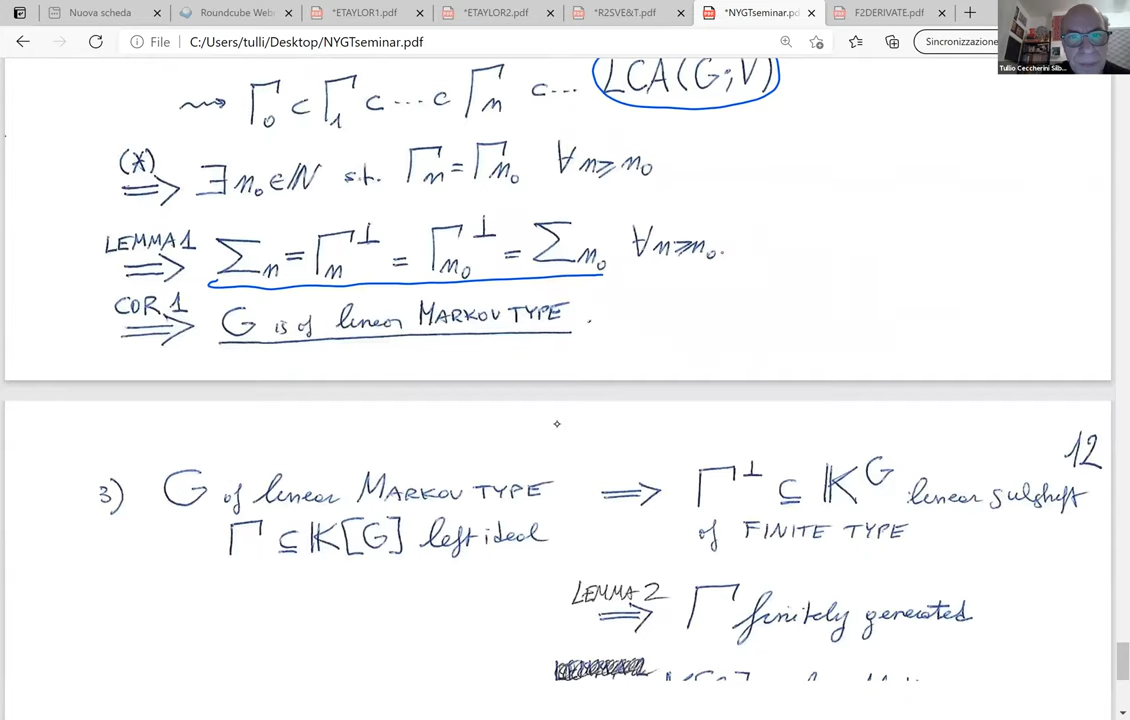 Nuova scheda
Roundcube Web
*ETAYLOR1.pdf
*ETAYLOR2.pdf
*R2SVE&T.pdf
*NYGTseminar.pd
F2DERIVATE.pdf
File C:/Users/tulli/Desktop/NYGTseminar.pdf
Sincronizzazione
Tullio Ceccherini Silb...
⇝ Γ₀ ⊂ Γ₁ ⊂ ... ⊂ Γₙ ⊂ ... LCA(G;V)
(*) ⟹ ∃ n₀ ∈ ℕ s.t. Γₙ = Γₙ₀ ∀ n ≥ n₀
LEMMA 1 ⟹ Σₙ = Γₙ^⊥ = Γₙ₀^⊥ = Σₙ₀ ∀ n ≥ n₀.
COR. 1 ⟹ G is of linear MARKOV TYPE.
12
3) G of linear MARKOV TYPE ⟹ Γ^⊥ ⊆ 𝕂^G linear subshift
Γ ⊆ 𝕂[G] left ideal of FINITE TYPE
LEMMA 2 ⟹ Γ finitely generated